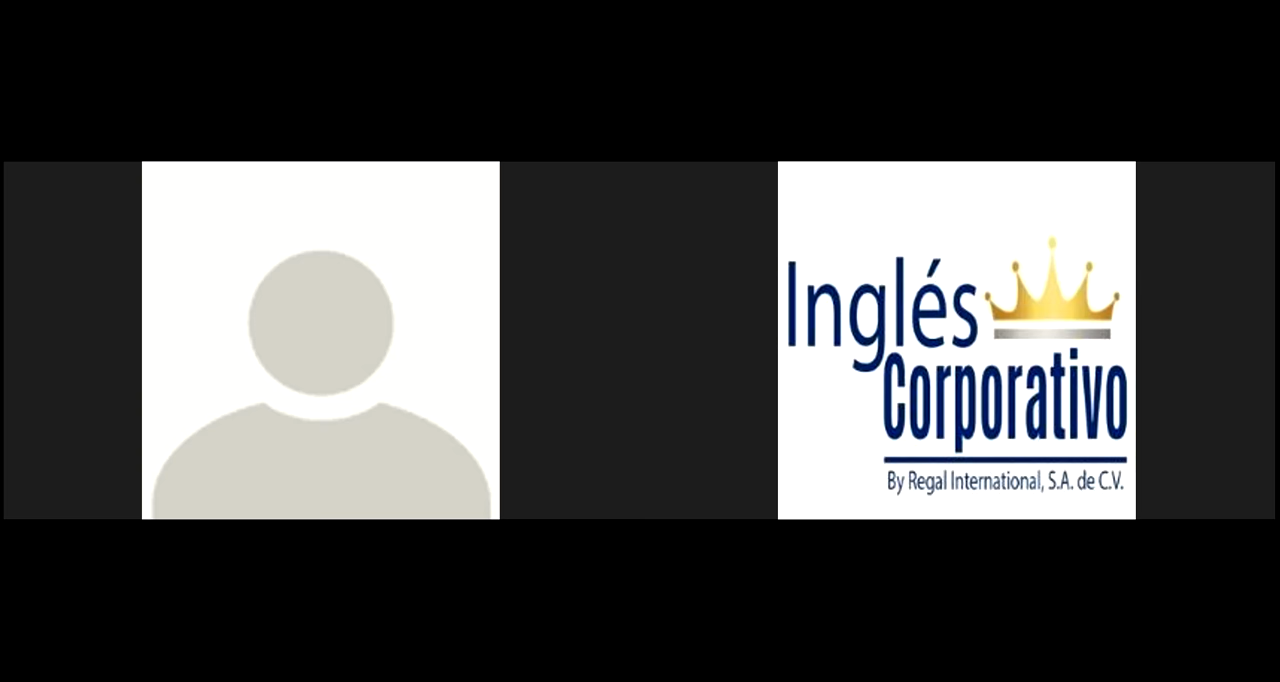 Inglés
Corporativo
By Regal International, S.A. de C.V.